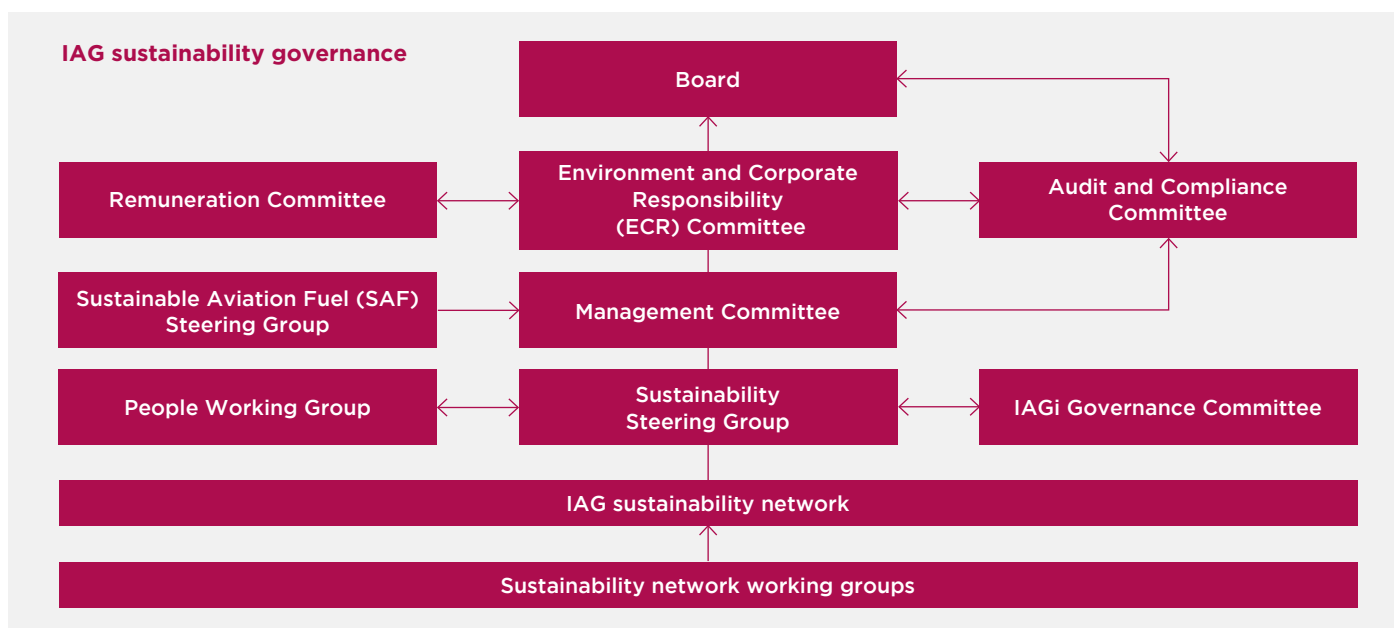 IAG sustainability governance
Board
Remuneration Committee
Environment and Corporate
Responsibility
(ECR) Committee
Audit and Compliance
Committee
Sustainable Aviation Fuel (SAF)
Steering Group
Management Committee
People Working Group
Sustainability
Steering Group
IAGi Governance Committee
IAG sustainability network
Sustainability network working groups